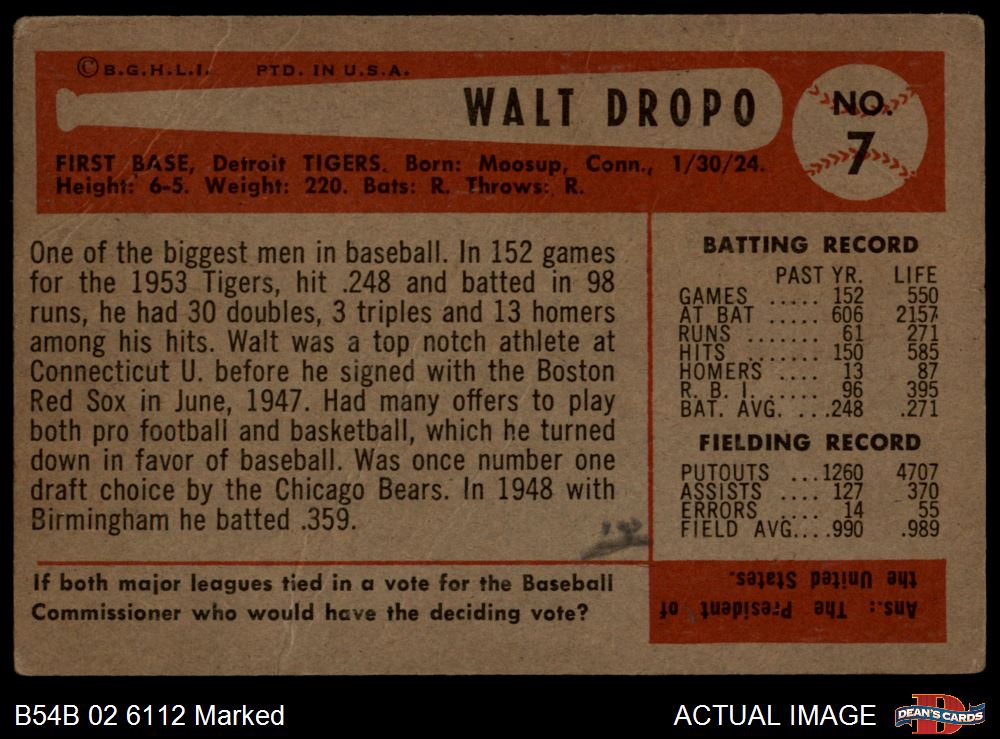 © B.G.H.L.I. PTD. IN U.S.A.
WALT DROPO
NO.
7
FIRST BASE, Detroit TIGERS. Born: Moosup, Conn., 1/30/24.
Height: 6-5. Weight: 220. Bats: R. Throws: R.
One of the biggest men in baseball. In 152 games
for the 1953 Tigers, hit .248 and batted in 98
runs, he had 30 doubles, 3 triples and 13 homers
among his hits. Walt was a top notch athlete at
Connecticut U. before he signed with the Boston
Red Sox in June, 1947. Had many offers to play
both pro football and basketball, which he turned
down in favor of baseball. Was once number one
draft choice by the Chicago Bears. In 1948 with
Birmingham he batted .359.
BATTING RECORD
PAST YR. LIFE
GAMES ..... 152 550
AT BAT ..... 606 2157
RUNS ....... 61 271
HITS ....... 150 585
HOMERS .... 13 87
R. B. I. ..... 96 395
BAT. AVG. ... .248 .271
FIELDING RECORD
PUTOUTS ... 1260 4707
ASSISTS .... 127 370
ERRORS .... 14 55
FIELD AVG. ... .990 .989
If both major leagues tied in a vote for the Baseball
Commissioner who would have the deciding vote?
Ans.: The President of
the United States.
B54B 02 6112 Marked
ACTUAL IMAGE
D
DEAN'S CARDS